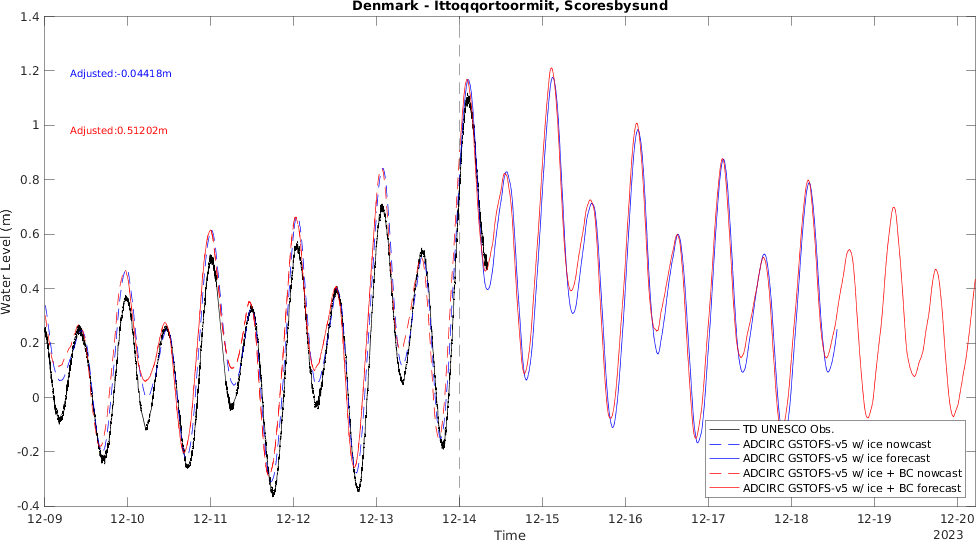 Denmark - Ittoqqortoormiit, Scoresbysund
1.4
1.2
1
0.8
0.6
0.4
0.2
0
-0.2
-0.4
Water Level (m)
Adjusted:-0.04418m
Adjusted:0.51202m
TD UNESCO Obs.
ADCIRC GSTOFS-v5 w/ ice nowcast
ADCIRC GSTOFS-v5 w/ ice forecast
ADCIRC GSTOFS-v5 w/ ice + BC nowcast
ADCIRC GSTOFS-v5 w/ ice + BC forecast
12-09 12-10 12-11 12-12 12-13 12-14 12-15 12-16 12-17 12-18 12-19 12-20
Time
2023